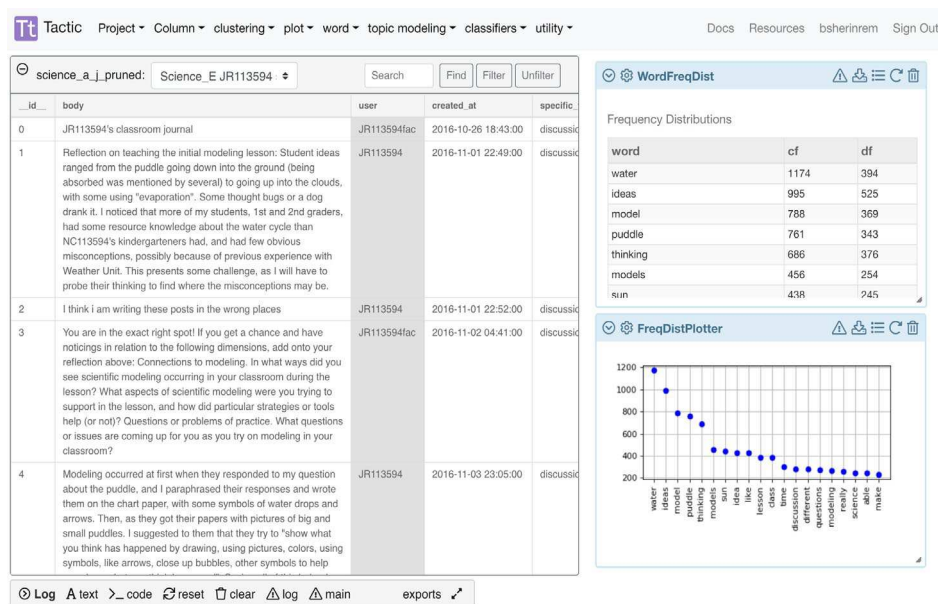 Tt Tactic Project Column clustering plot word topic modeling classifiers utility Docs Resources bsherinrem Sign Out
science_a_j_pruned: Science_E JR113594 Search Find Filter Unfilter
__id__ body user created_at specific_
0 JR113594's classroom journal JR113594fac 2016-10-26 18:43:00 discussio
1 Reflection on teaching the initial modeling lesson: Student ideas JR113594 2016-11-01 22:49:00 discussio
ranged from the puddle going down into the ground (being
absorbed was mentioned by several) to going up into the clouds,
with some using "evaporation". Some thought bugs or a dog
drank it. I noticed that more of my students, 1st and 2nd graders,
had some resource knowledge about the water cycle than
NC113594's kindergarteners had, and had few obvious
misconceptions, possibly because of previous experience with
Weather Unit. This presents some challenge, as I will have to
probe their thinking to find where the misconceptions may be.
2 I think i am writing these posts in the wrong places JR113594 2016-11-01 22:52:00 discussio
3 You are in the exact right spot! If you get a chance and have JR113594fac 2016-11-02 04:41:00 discussio
noticings in relation to the following dimensions, add onto your
reflection above: Connections to modeling. In what ways did you
see scientific modeling occurring in your classroom during the
lesson? What aspects of scientific modeling were you trying to
support in the lesson, and how did particular strategies or tools
help (or not)? Questions or problems of practice. What questions
or issues are coming up for you as you try on modeling in your
classroom?
4 Modeling occurred at first when they responded to my question JR113594 2016-11-03 23:05:00 discussio
about the puddle, and I paraphrased their responses and wrote
them on the chart paper, with some symbols of water drops and
arrows. Then, as they got their papers with pictures of big and
small puddles. I suggested to them that they try to "show what
you think has happened by drawing, using pictures, colors, using
symbols, like arrows, close up bubbles, other symbols to help
Log A text >_ code reset clear log main exports
WordFreqDist
Frequency Distributions
word cf df
water 1174 394
ideas 995 525
model 788 369
puddle 761 343
thinking 686 376
models 456 254
sun 438 245
FreqDistPlotter
1200
1000
800
600
400
200
water
ideas
model
puddle
thinking
models
sun
idea
like
lesson
class
time
discussion
different
questions
modeling
really
science
able
make